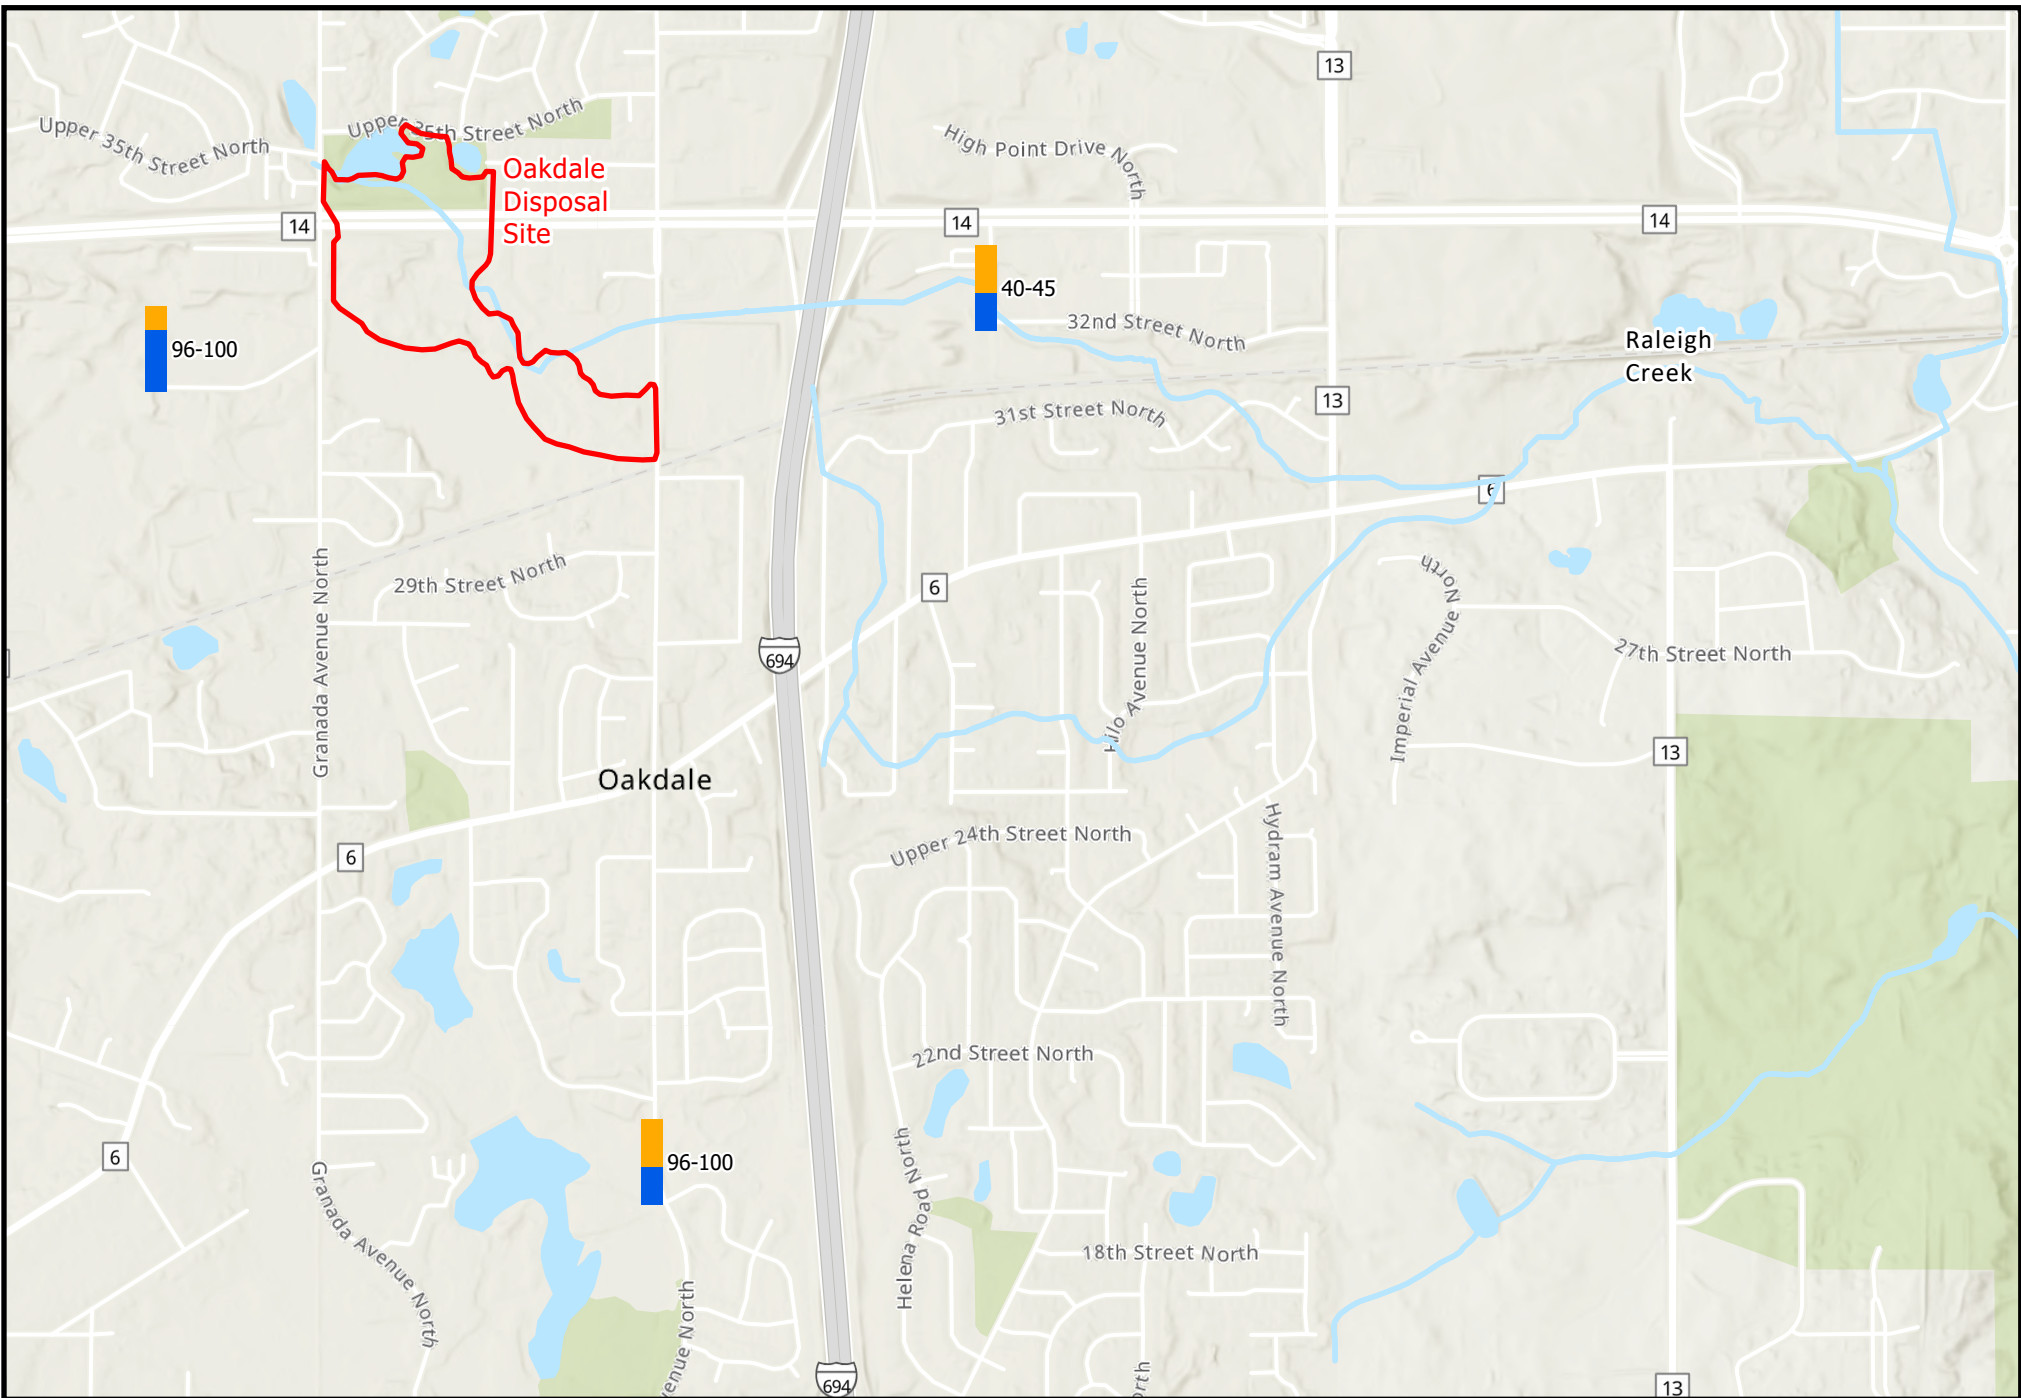 13
Upper 35th Street North
Upper 35th Street North
High Point Drive North
Oakdale
Disposal
Site
14
14
14
40-45
96-100
32nd Street North
Raleigh
Creek
13
31st Street North
6
29th Street North
6
Granada Avenue North
Hilo Avenue North
Imperial Avenue North
27th Street North
694
13
Oakdale
Upper 24th Street North
Hydram Avenue North
6
22nd Street North
6
96-100
Helena Road North
Granada Avenue North
18th Street North
enue North
orth
694
13